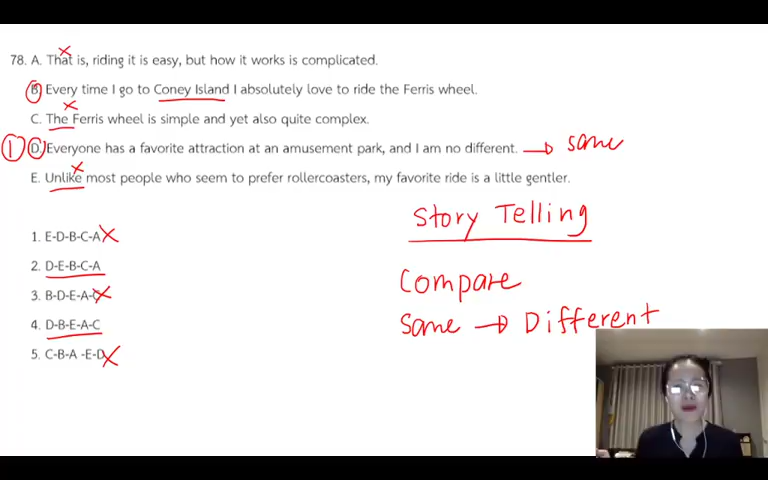 78. A. That is, riding it is easy, but how it works is complicated.
B. Every time I go to Coney Island I absolutely love to ride the Ferris wheel.
C. The Ferris wheel is simple and yet also quite complex.
1 D. Everyone has a favorite attraction at an amusement park, and I am no different. → same
E. Unlike most people who seem to prefer rollercoasters, my favorite ride is a little gentler.
Story Telling
1. E-D-B-C-A
2. D-E-B-C-A
Compare
3. B-D-E-A-C
4. D-B-E-A-C
Same → Different
5. C-B-A -E-D